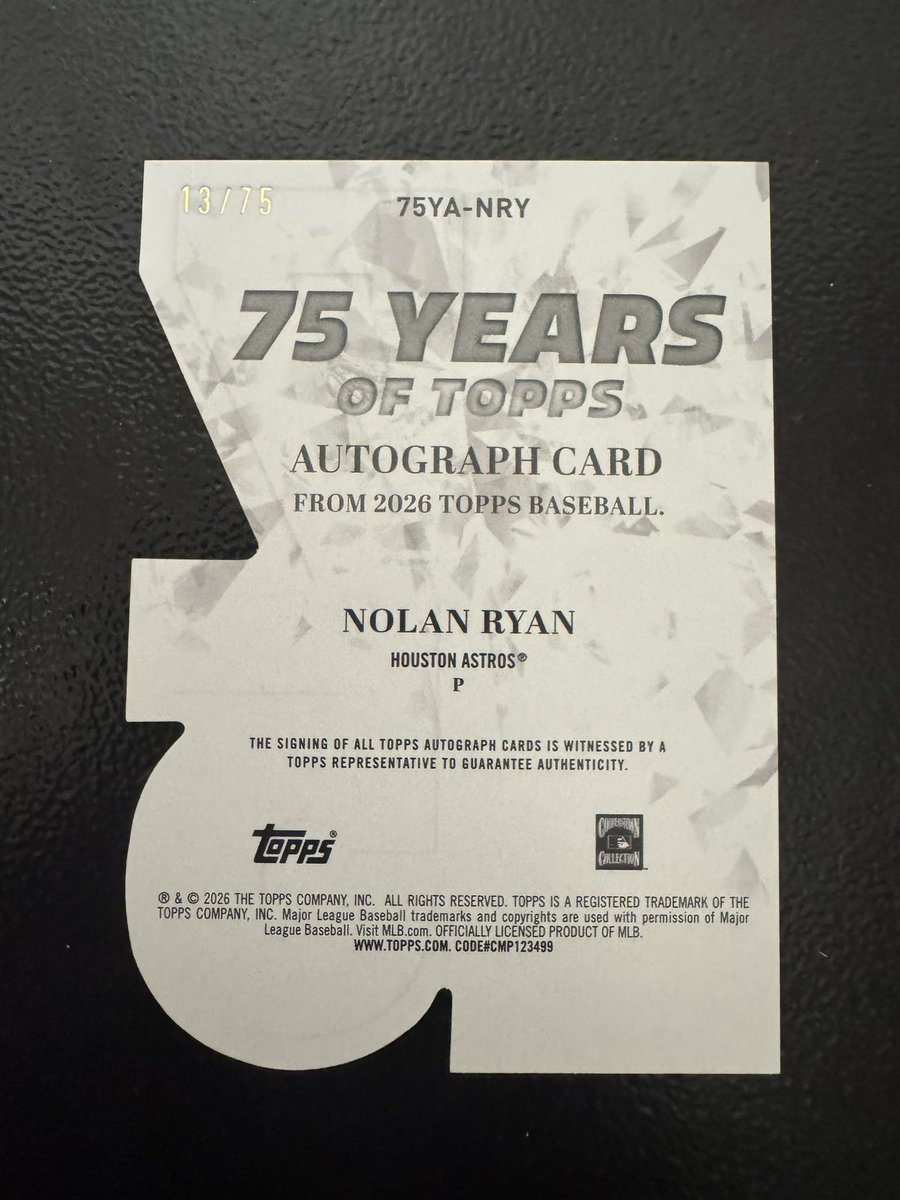 13/75
75YA-NRY
75 YEARS
OF TOPPS
AUTOGRAPH CARD
FROM 2026 TOPPS BASEBALL.
NOLAN RYAN
HOUSTON ASTROS®
P
THE SIGNING OF ALL TOPPS AUTOGRAPH CARDS IS WITNESSED BY A
TOPPS REPRESENTATIVE TO GUARANTEE AUTHENTICITY.
topps®
COOPERSTOWN
COLLECTION
® & © 2026 THE TOPPS COMPANY, INC. ALL RIGHTS RESERVED. TOPPS IS A REGISTERED TRADEMARK OF THE
TOPPS COMPANY, INC. Major League Baseball trademarks and copyrights are used with permission of Major
League Baseball. Visit MLB.com. OFFICIALLY LICENSED PRODUCT OF MLB.
WWW.TOPPS.COM. CODE#CMP123499